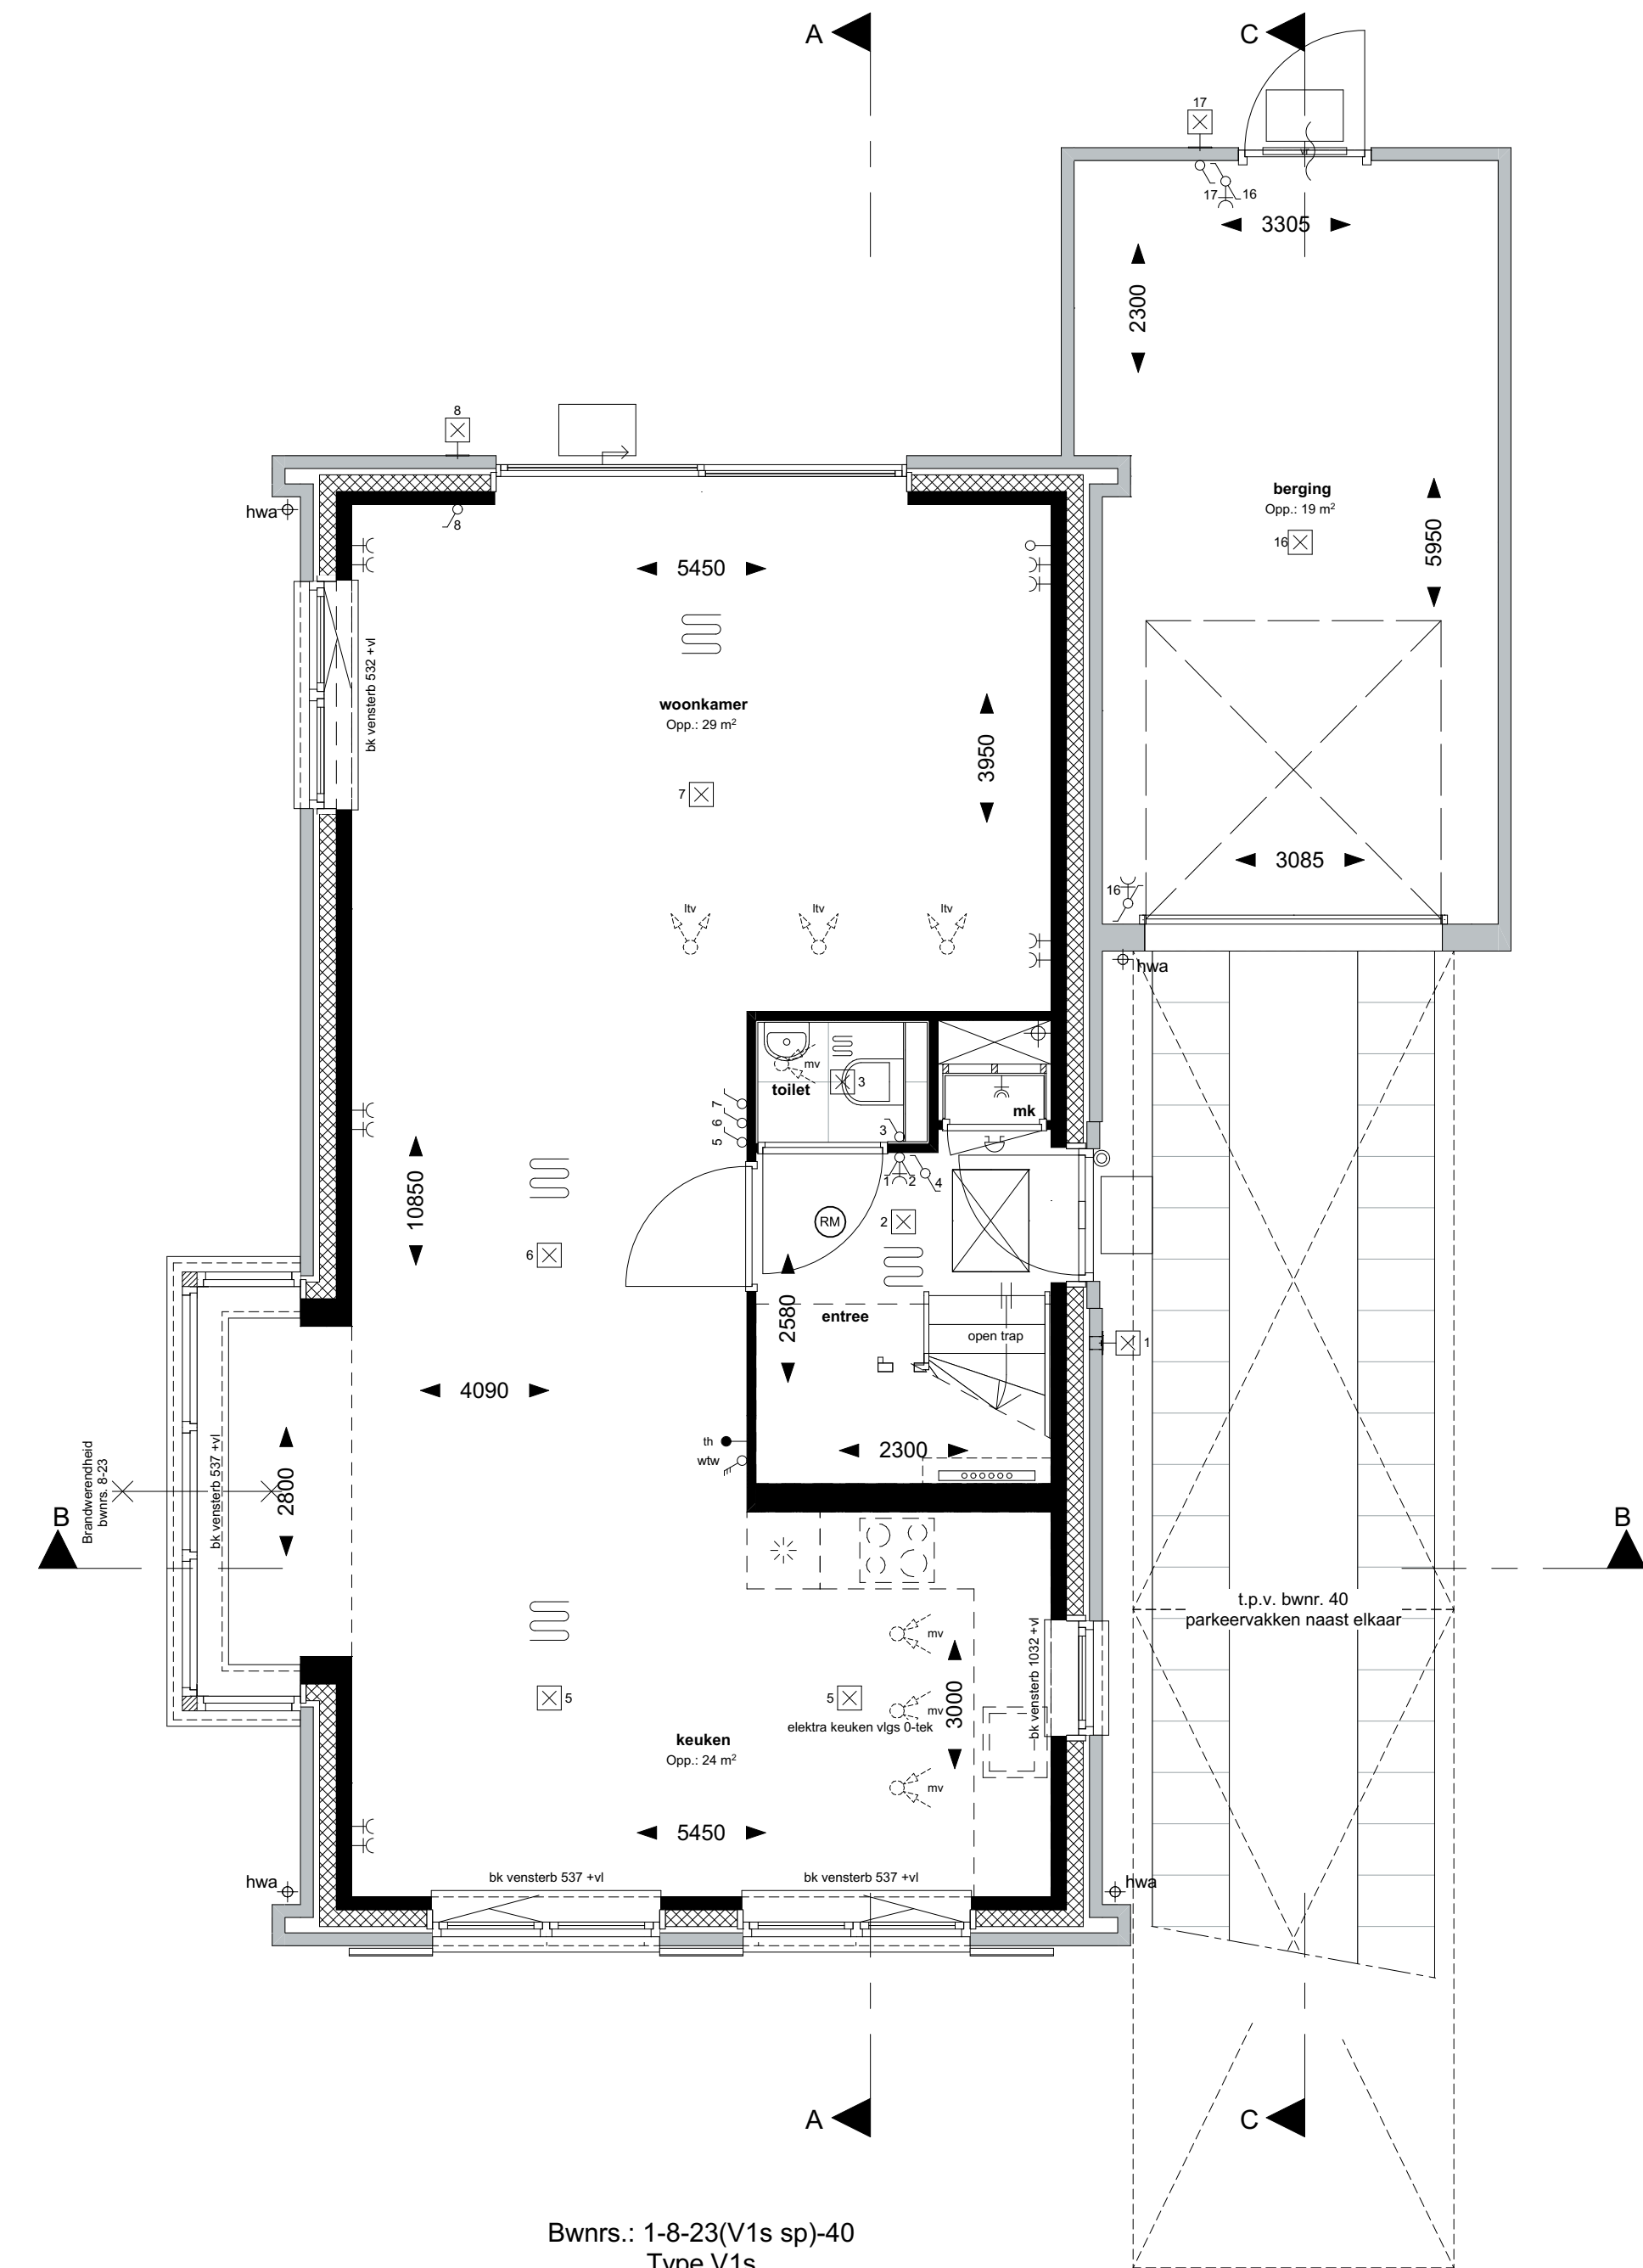 A
C
17
17
16
3305
2300
8
8
hwa
5450
berging
Opp.: 19 m²
16
5950
bk vensterb 532 +vl
woonkamer
Opp.: 29 m²
3950
7
3085
16
ltv
ltv
ltv
hwa
mv
toilet
3
mk
7
6
5
3
1
2
4
10850
RM
2
6
2580
entree
open trap
1
4090
th
wtw
2300
Brandwerendheid
bwnrs. 8-23
bk vensterb 537 +vl
2800
B
B
t.p.v. bwnr. 40
parkeervakken naast elkaar
mv
bk vensterb 1032 +vl
5
5
mv
3000
elektra keuken vlgs 0-tek
keuken
Opp.: 24 m²
mv
5450
bk vensterb 537 +vl
bk vensterb 537 +vl
hwa
hwa
A
C
Bwnrs.: 1-8-23(V1s sp)-40
Type V1s